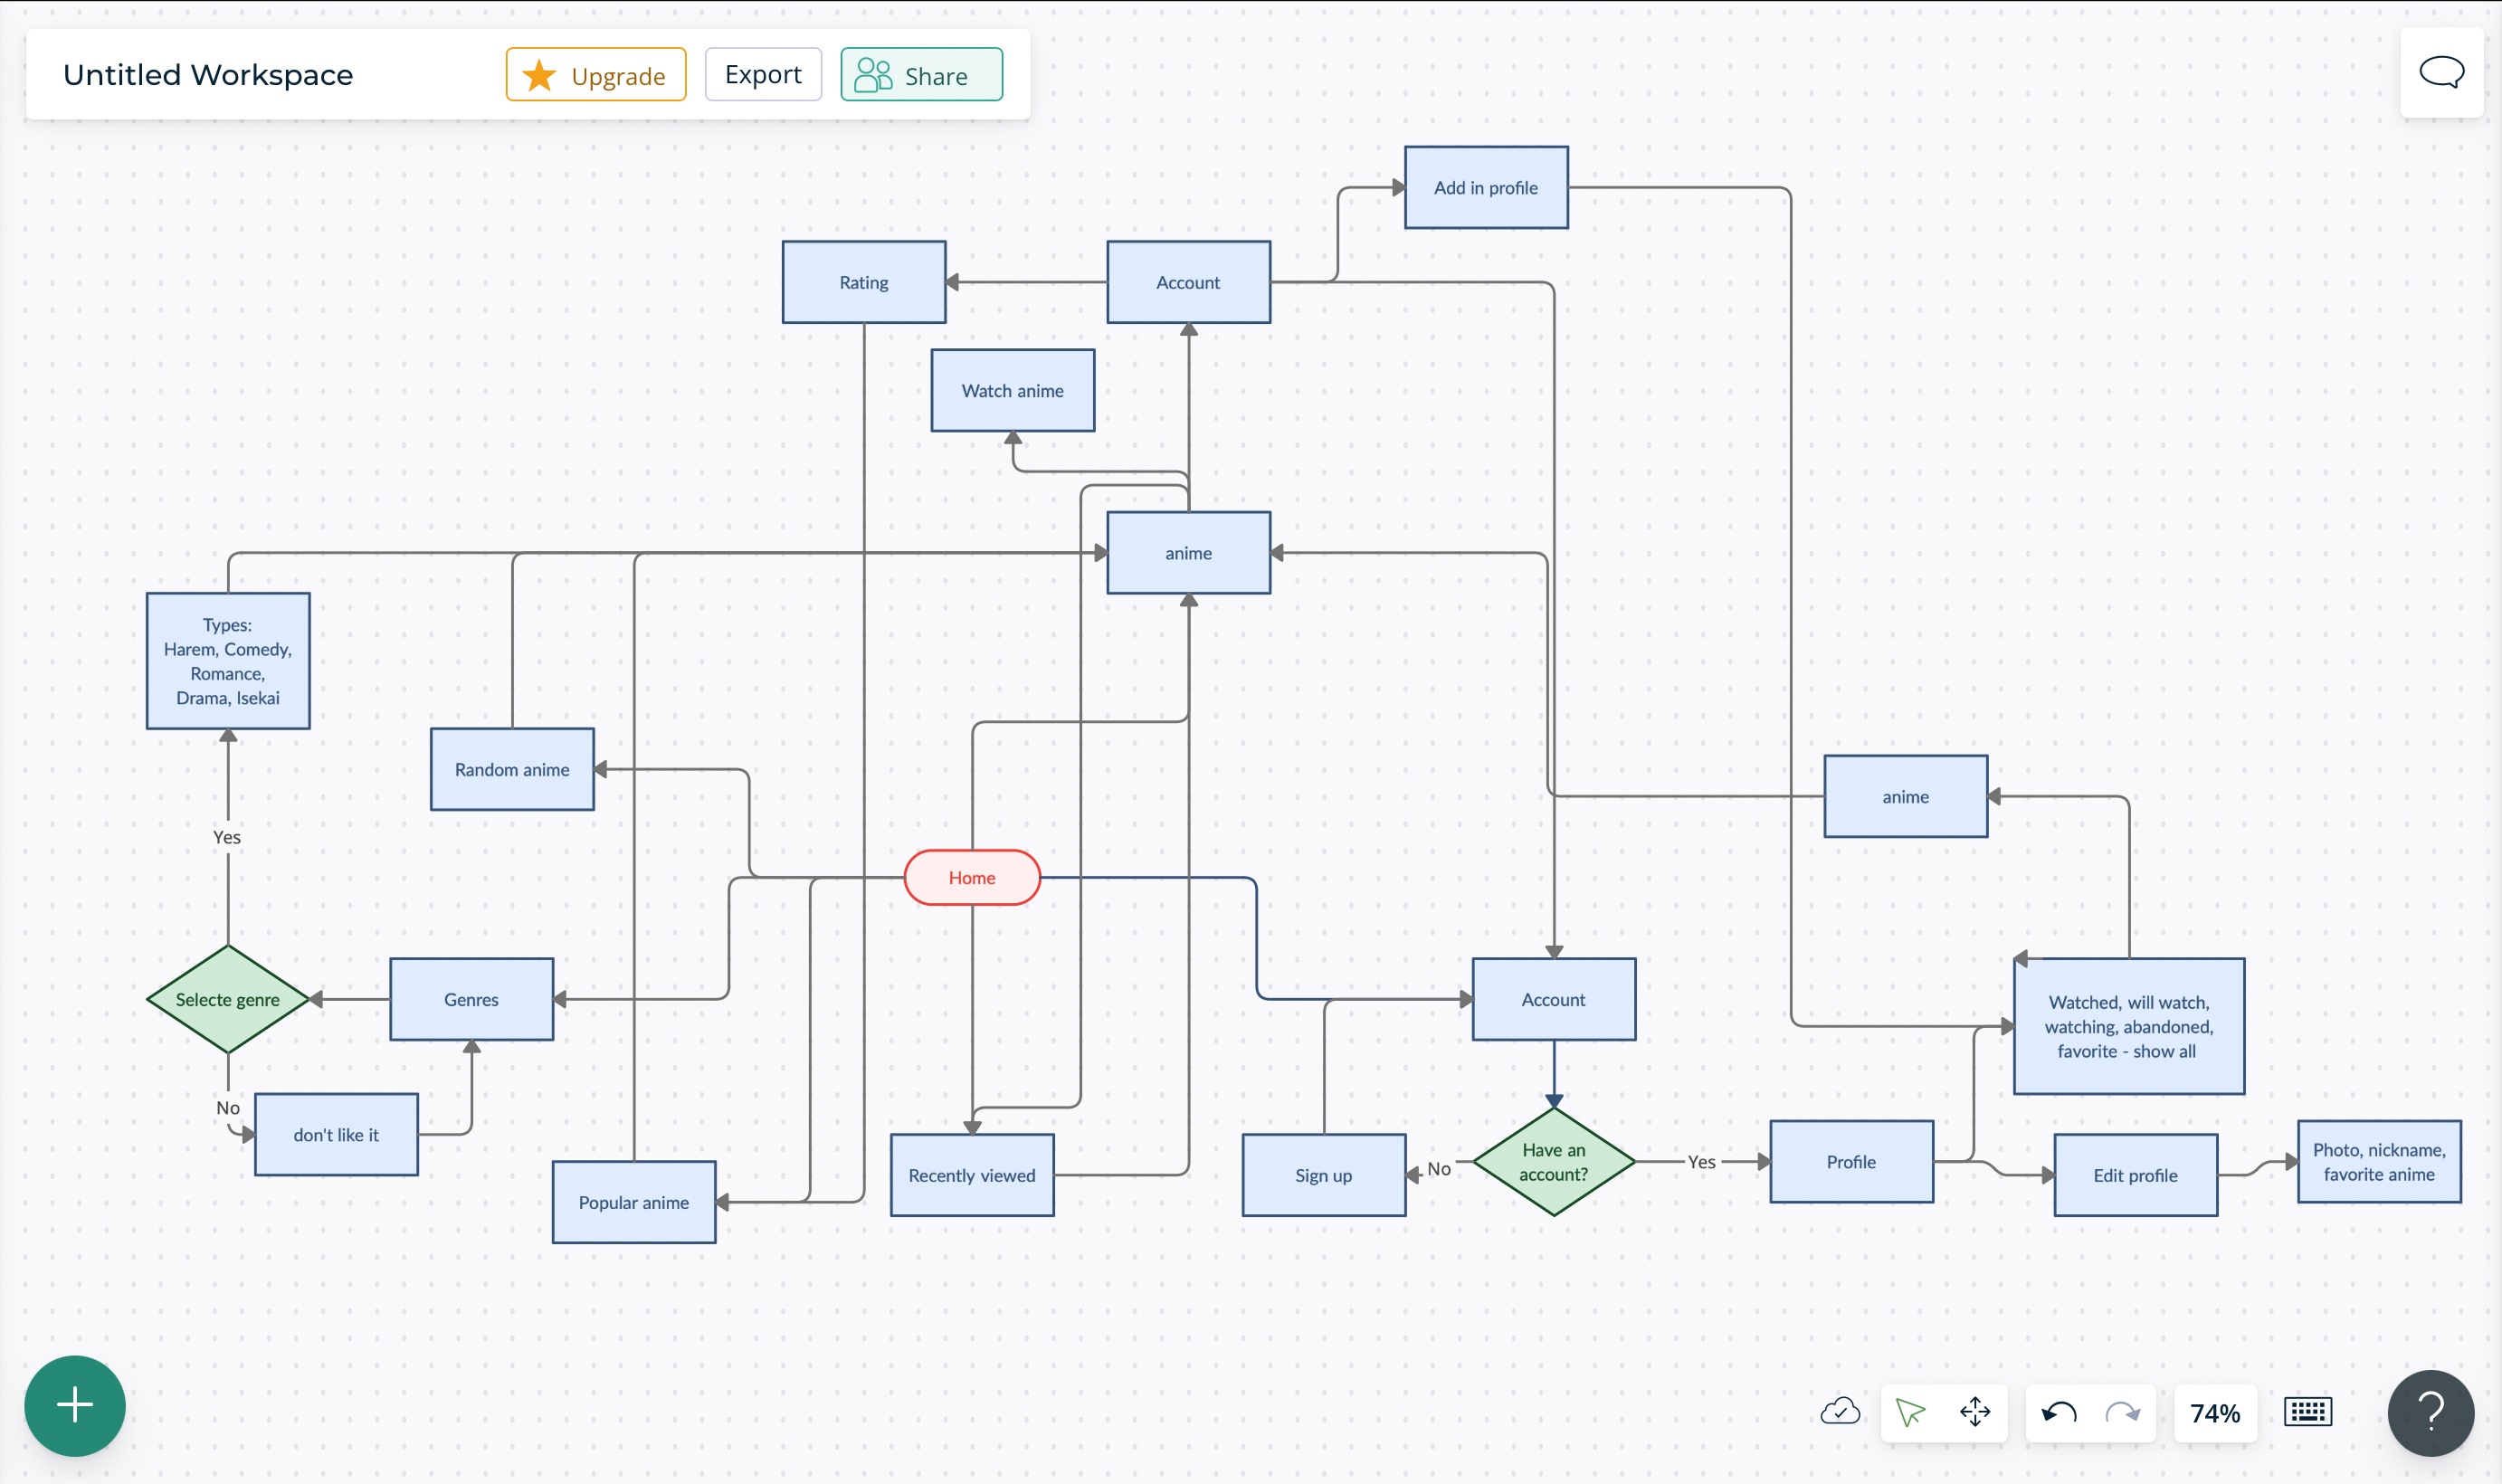 Untitled Workspace
Upgrade
Export
Share
Add in profile
Rating
Account
Watch anime
anime
Types:
Harem, Comedy,
Romance,
Drama, Isekai
Random anime
anime
Yes
Home
Selecte genre
Genres
Account
Watched, will watch,
watching, abandoned,
favorite - show all
No
don't like it
Popular anime
Recently viewed
Sign up
No
Have an
account?
Yes
Profile
Edit profile
Photo, nickname,
favorite anime
74%
?